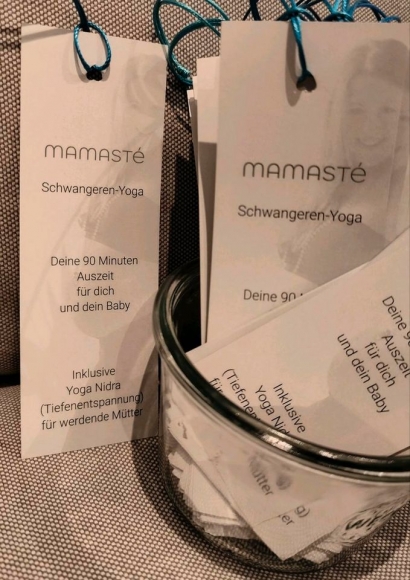 MAMASTÉ
Schwangeren-Yoga
Deine 90 Minuten
Auszeit
für dich
und dein Baby
Inklusive
Yoga Nidra
(Tiefenentspannung)
für werdende Mütter
MAMASTÉ
Schwangeren-Yoga
Deine 90
Deine
Auszeit
für dich
und dein Baby
Inklusive
Yoga